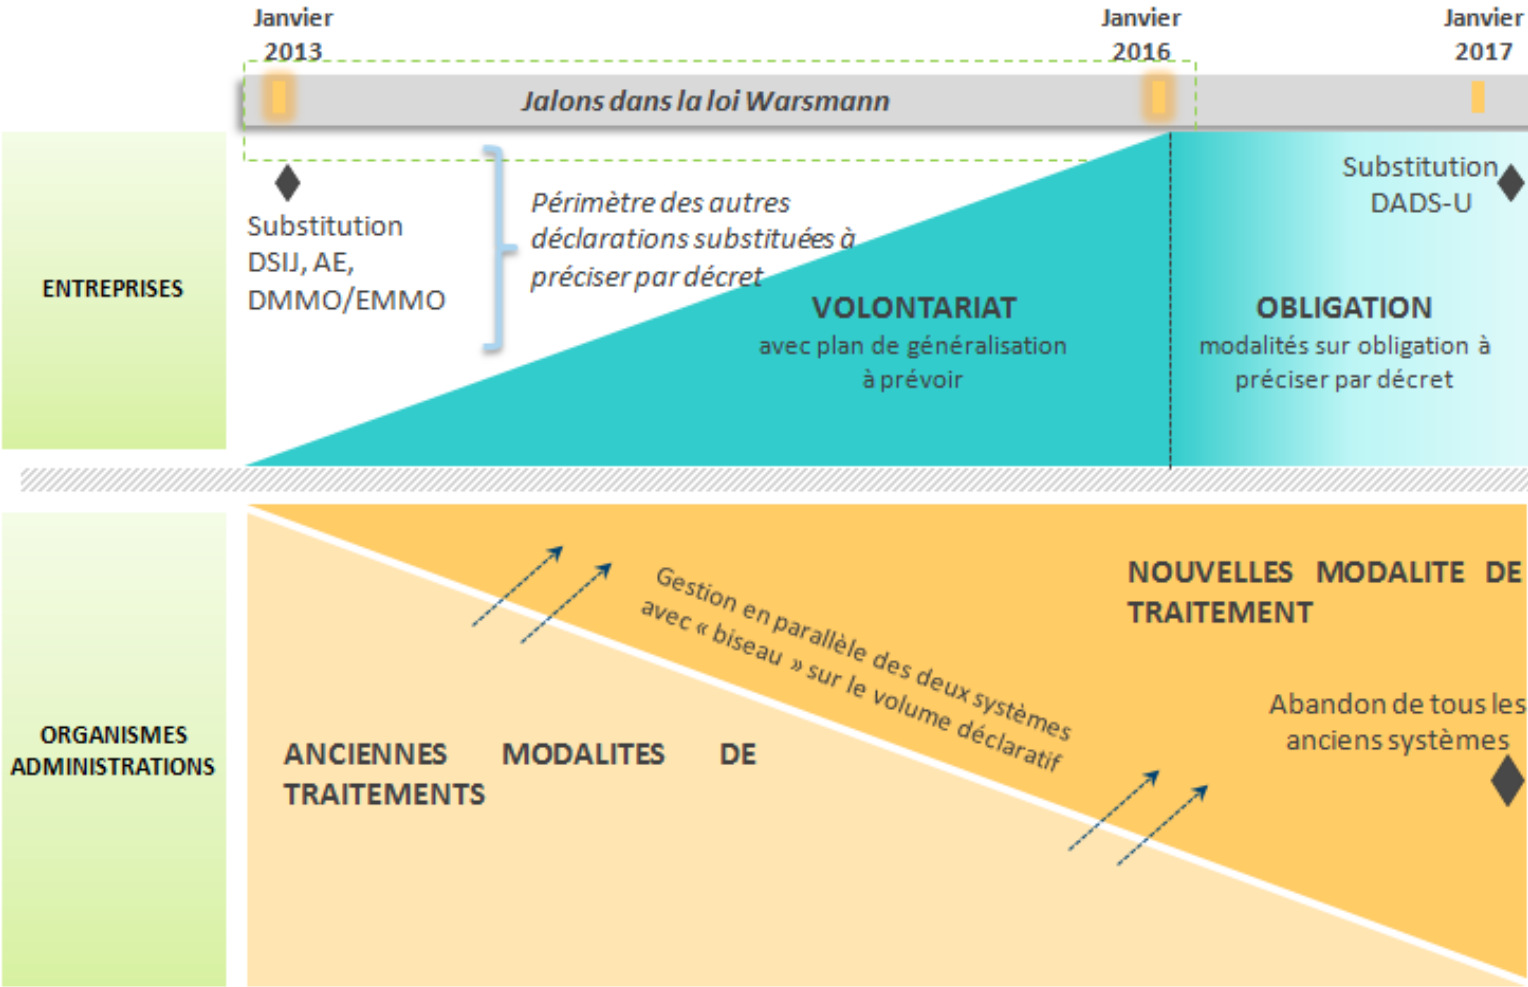 Janvier
2013
Janvier
2016
Janvier
2017
Jalons dans la loi Warsmann
ENTREPRISES
Substitution
DSIJ, AE,
DMMO/EMMO
Périmètre des autres
déclarations substituées à
préciser par décret
VOLONTARIAT
avec plan de généralisation
à prévoir
Substitution
DADS-U
OBLIGATION
modalités sur obligation à
préciser par décret
ORGANISMES
ADMINISTRATIONS
ANCIENNES MODALITES DE
TRAITEMENTS
Gestion en parallèle des deux systèmes
avec « biseau » sur le volume déclaratif
NOUVELLES MODALITE DE
TRAITEMENT
Abandon de tous les
anciens systèmes